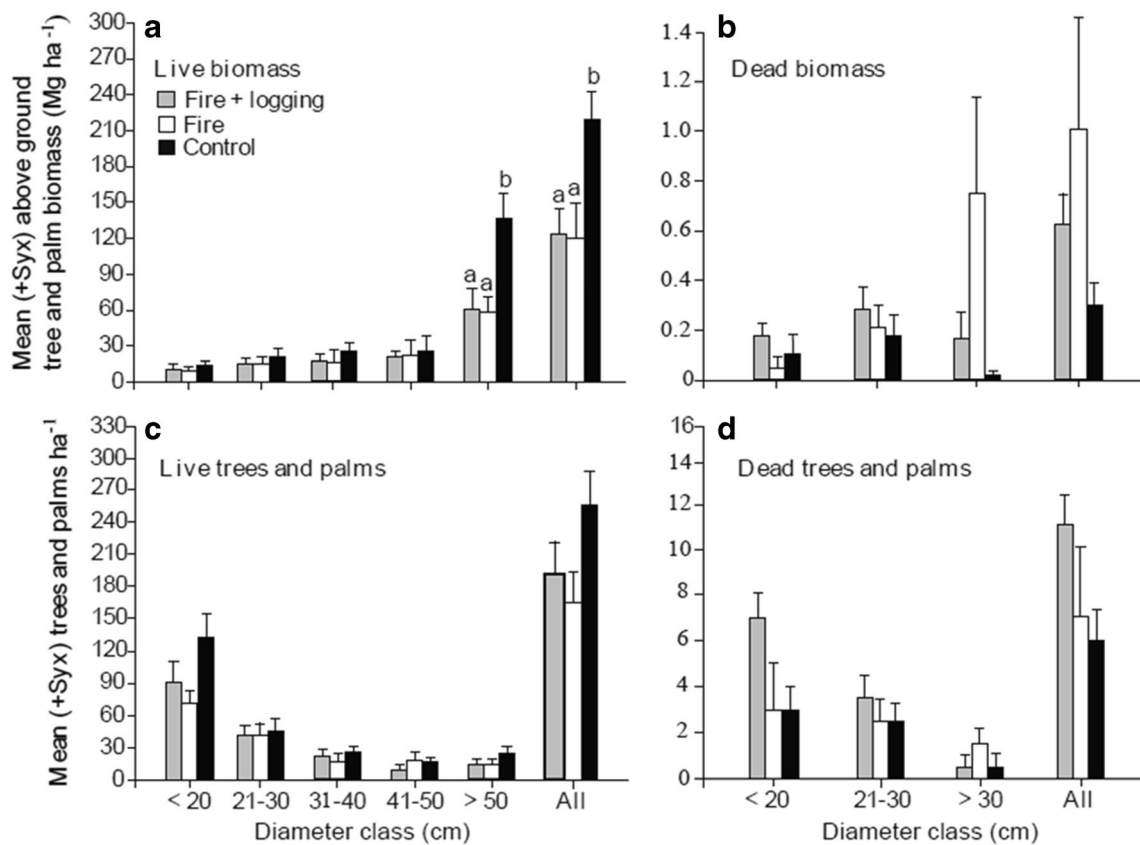 a
Live biomass
Fire + logging
Fire
Control
Mean (+Syx) above ground
tree and palm biomass (Mg ha⁻¹)
300
270
240
210
180
150
120
90
60
30
0
a a b
a a b
b
Dead biomass
1.4
1.2
1.0
0.8
0.6
0.4
0.2
0
c
Live trees and palms
Mean (+Syx) trees and palms ha⁻¹
330
300
270
240
210
180
150
120
90
60
30
0
< 20 21-30 31-40 41-50 > 50 All
Diameter class (cm)
d
Dead trees and palms
16
14
12
10
8
6
4
2
0
< 20 21-30 > 30 All
Diameter class (cm)